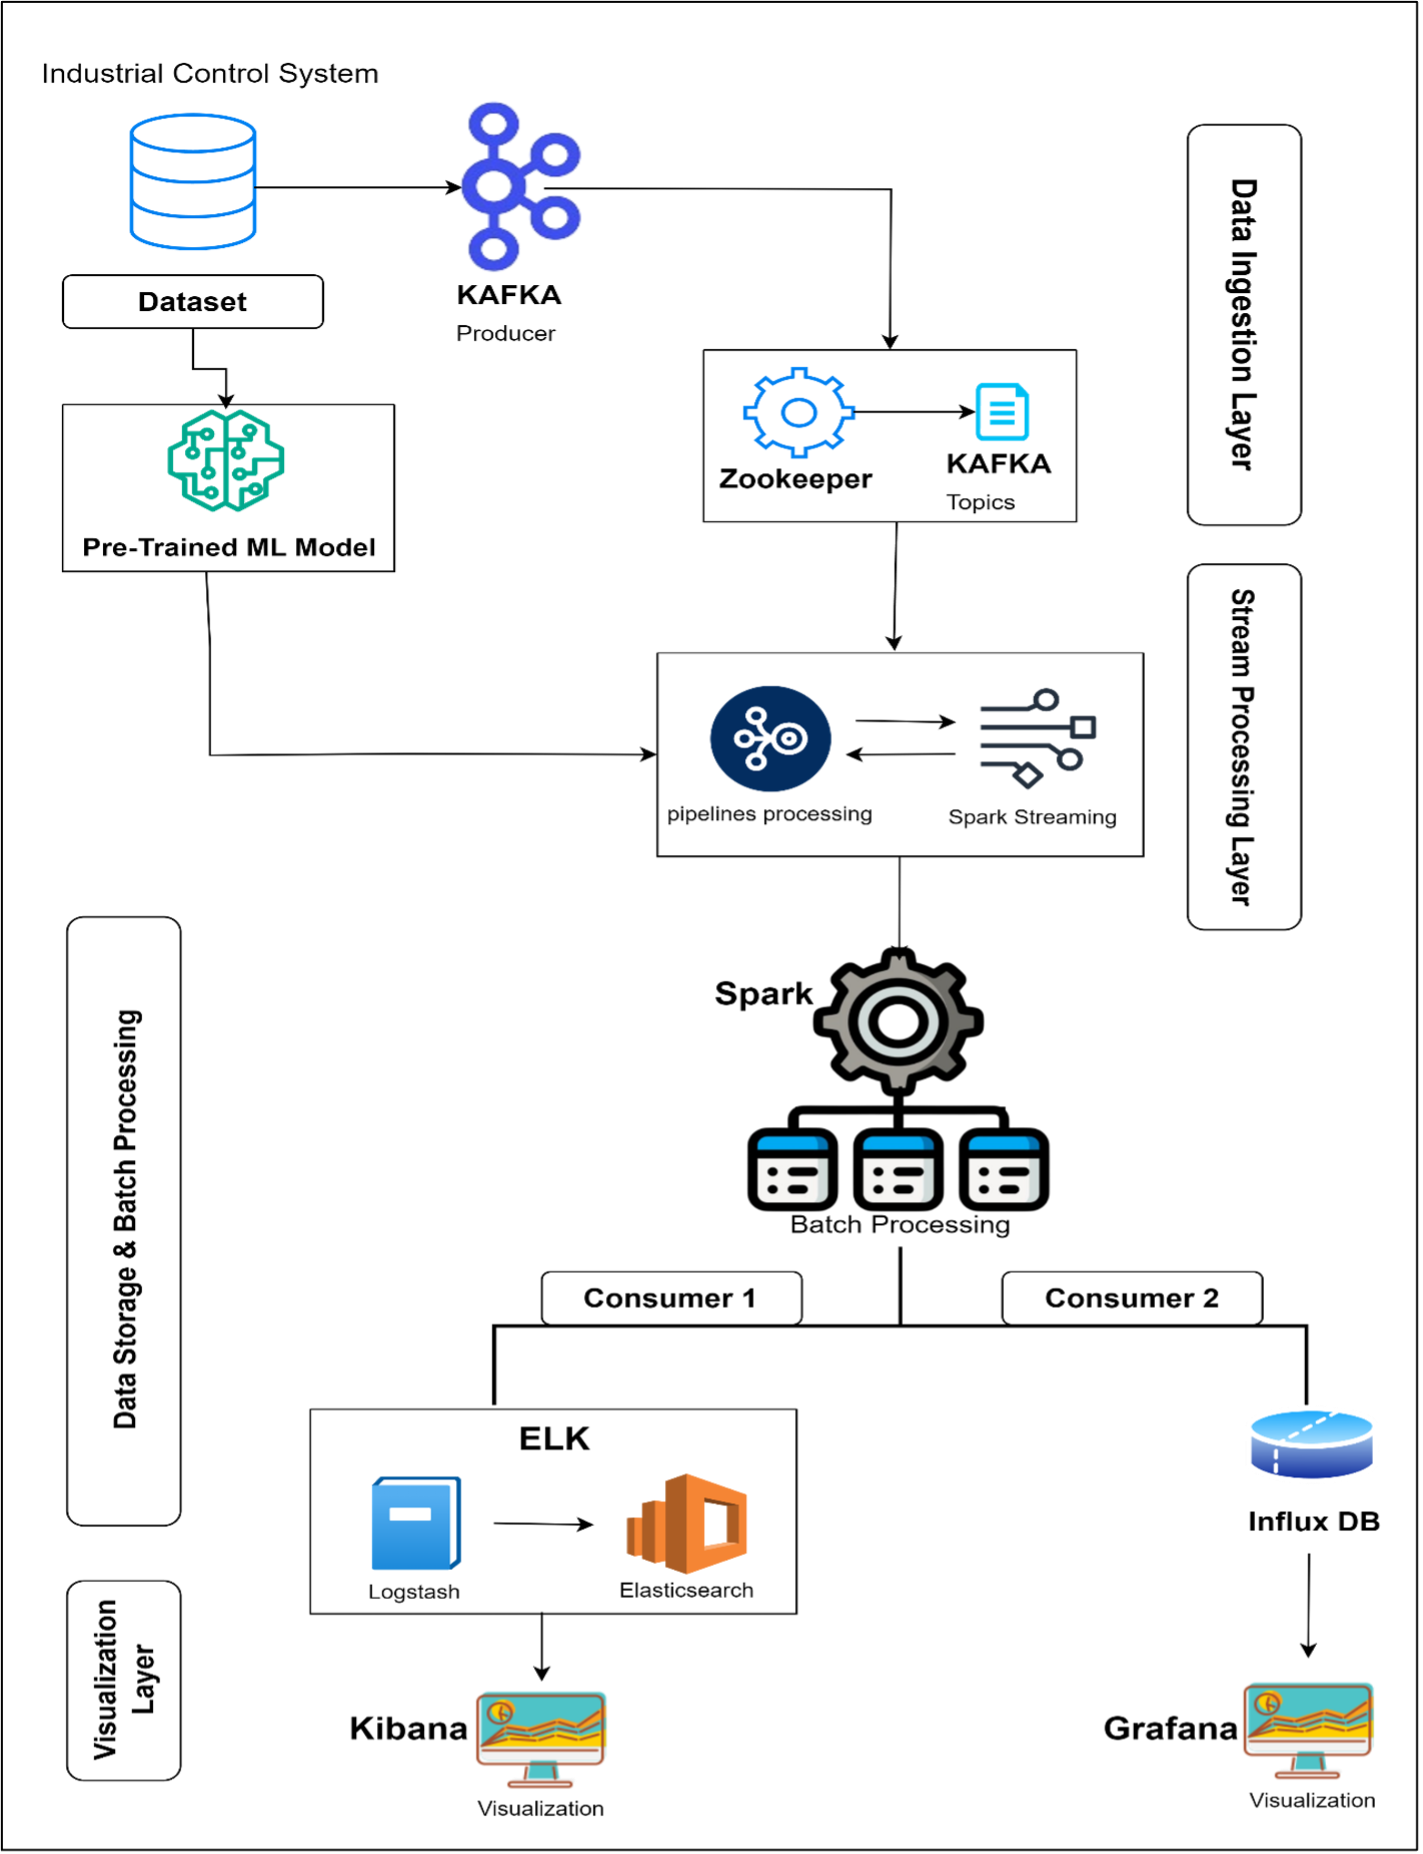 Industrial Control System
Dataset
KAFKA
Producer
Data Ingestion Layer
Zookeeper
KAFKA
Topics
Pre-Trained ML Model
Stream Processing Layer
pipelines processing
Spark Streaming
Data Storage & Batch Processing
Spark
Batch Processing
Consumer 1
Consumer 2
ELK
Logstash
Elasticsearch
Influx DB
Visualization
Layer
Kibana
Visualization
Grafana
Visualization